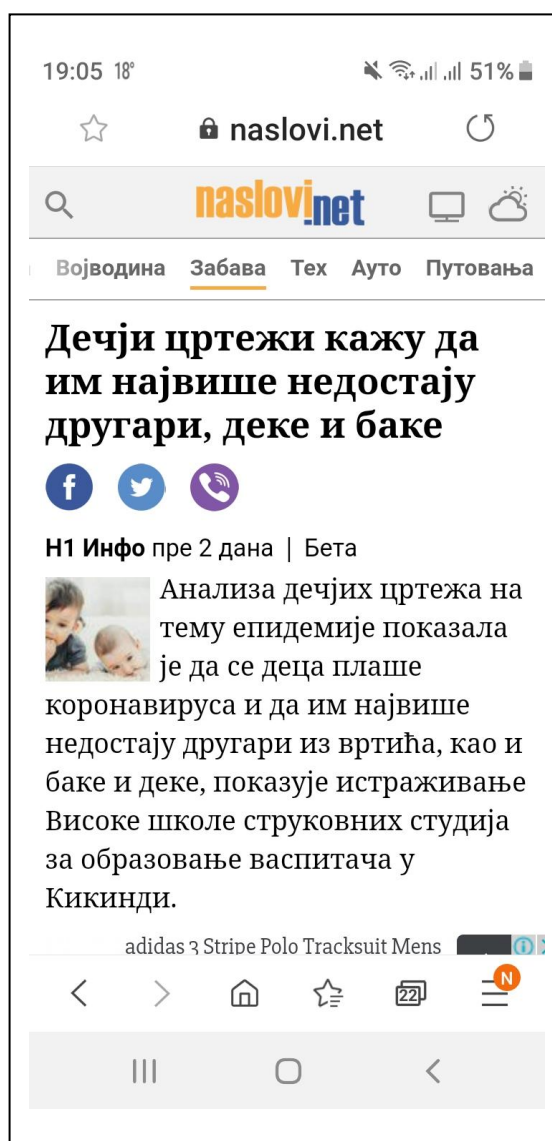 19:05 18° 51%
naslovi.net
naslovi.net
Војводина Забава Тех Ауто Путовања
Дечји цртежи кажу да
им највише недостају
другари, деке и баке
Н1 Инфо пре 2 дана | Бета
Анализа дечјих цртежа на
тему епидемије показала
је да се деца плаше
коронавируса и да им највише
недостају другари из вртића, као и
баке и деке, показује истраживање
Високе школе струковних студија
за образовање васпитача у
Кикинди.
adidas 3 Stripe Polo Tracksuit Mens
22 N